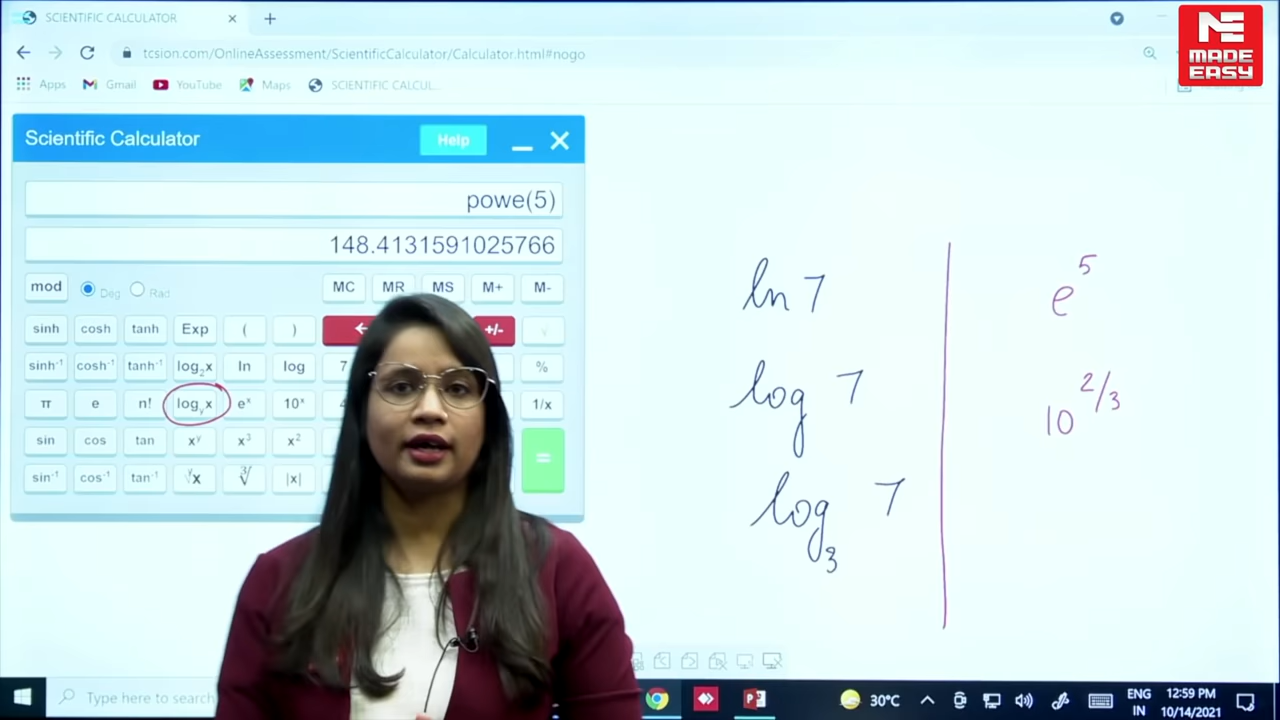 SCIENTIFIC CALCULATOR
tcsion.com/OnlineAssessment/ScientificCalculator/Calculator.html#nogo
Apps Gmail YouTube Maps SCIENTIFIC CALCUL...
MADE EASY
Scientific Calculator Help
powe(5)
148.4131591025766
mod Deg Rad MC MR MS M+ M-
sinh cosh tanh Exp ( ) ← +/- √
sinh⁻¹ cosh⁻¹ tanh⁻¹ log₂x ln log 7 %
π e n! logᵧx eˣ 10ˣ 4 1/x
sin cos tan xʸ x³ x² =
sin⁻¹ cos⁻¹ tan⁻¹ ʸ√x ³√ |x|
ln 7
e⁵
log 7
10^2/3
log₃ 7
Type here to search
30°C ENG 12:59 PM
IN 10/14/2021